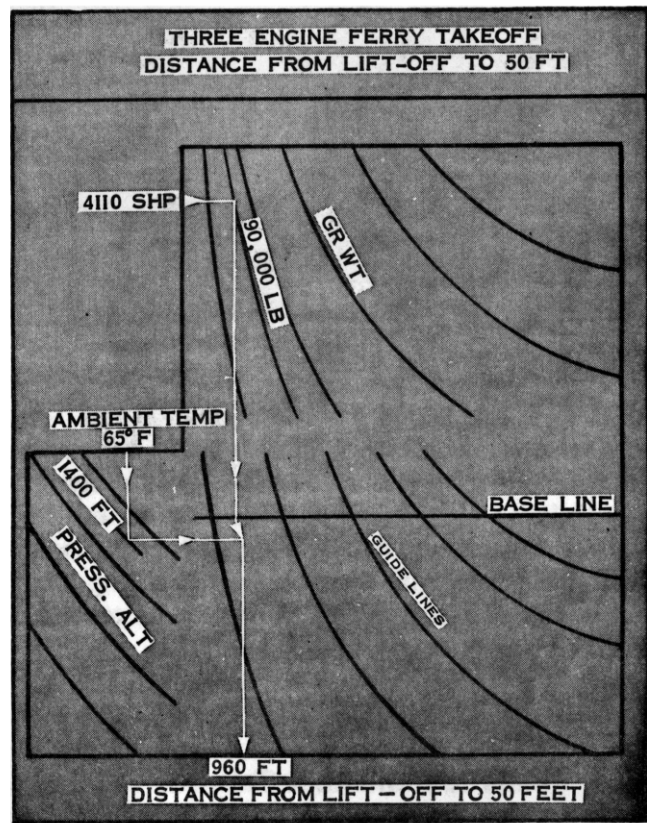 THREE ENGINE FERRY TAKEOFF
DISTANCE FROM LIFT-OFF TO 50 FT
4110 SHP
90,000 LB
GR WT
AMBIENT TEMP
65°F
1400 FT
PRESS. ALT
BASE LINE
GUIDE LINES
960 FT
DISTANCE FROM LIFT-OFF TO 50 FEET